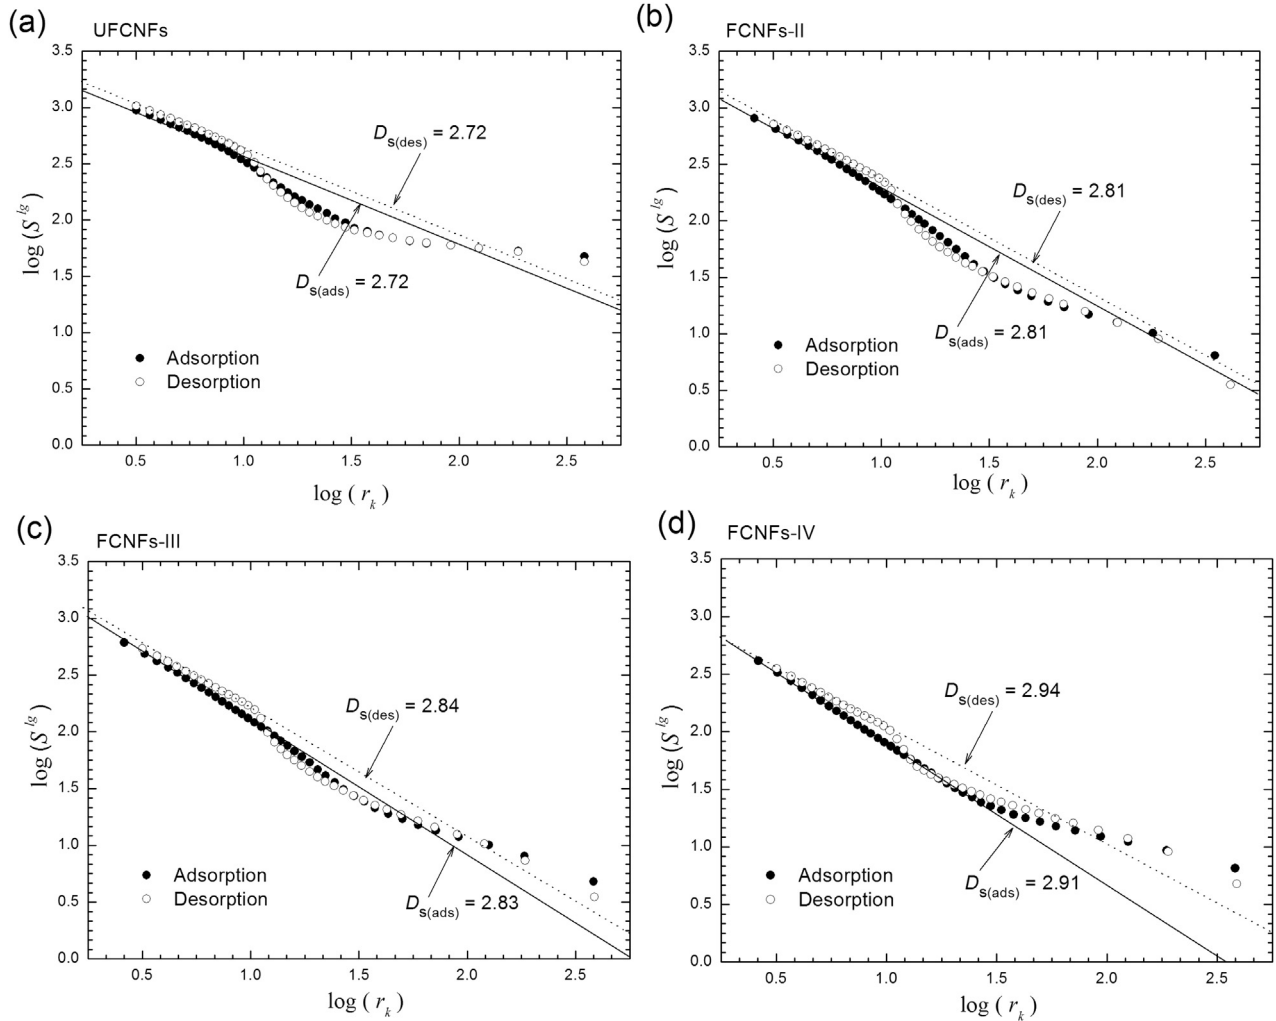 (a)
UFCNFs
3.5
3.0
2.5
2.0
1.5
1.0
0.5
0.0
log (S^lg)
D_s(des) = 2.72
D_s(ads) = 2.72
Adsorption
Desorption
0.5 1.0 1.5 2.0 2.5
log ( r_k )
(b)
FCNFs-II
3.5
3.0
2.5
2.0
1.5
1.0
0.5
0.0
log (S^lg)
D_s(des) = 2.81
D_s(ads) = 2.81
Adsorption
Desorption
0.5 1.0 1.5 2.0 2.5
log ( r_k )
(c)
FCNFs-III
3.5
3.0
2.5
2.0
1.5
1.0
0.5
0.0
log (S^lg)
D_s(des) = 2.84
D_s(ads) = 2.83
Adsorption
Desorption
0.5 1.0 1.5 2.0 2.5
log ( r_k )
(d)
FCNFs-IV
3.5
3.0
2.5
2.0
1.5
1.0
0.5
0.0
log (S^lg)
D_s(des) = 2.94
D_s(ads) = 2.91
Adsorption
Desorption
0.5 1.0 1.5 2.0 2.5
log ( r_k )